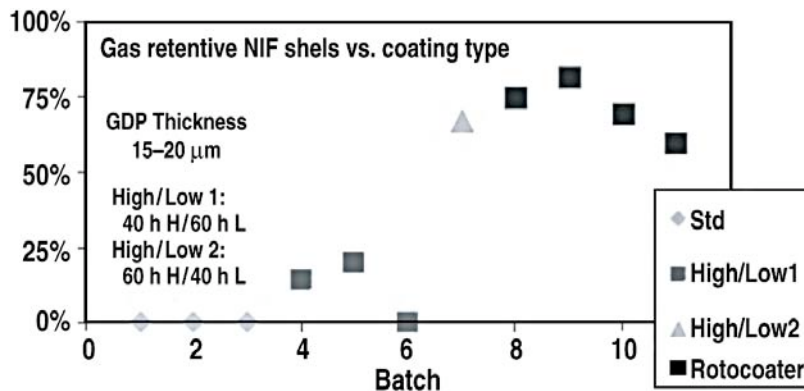 100%
Gas retentive NIF shels vs. coating type
75%
GDP Thickness
15–20 μm
50%
High/Low 1:
40 h H/60 h L
25%
High/Low 2:
60 h H/40 h L
0%
0 2 4 6 8 10
Batch
Std
High/Low1
High/Low2
Rotocoater